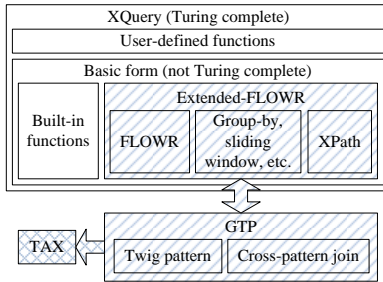 XQuery (Turing complete)
User-defined functions
Basic form (not Turing complete)
Built-in
functions
Extended-FLOWR
FLOWR
Group-by,
sliding
window, etc.
XPath
GTP
TAX
Twig pattern
Cross-pattern join